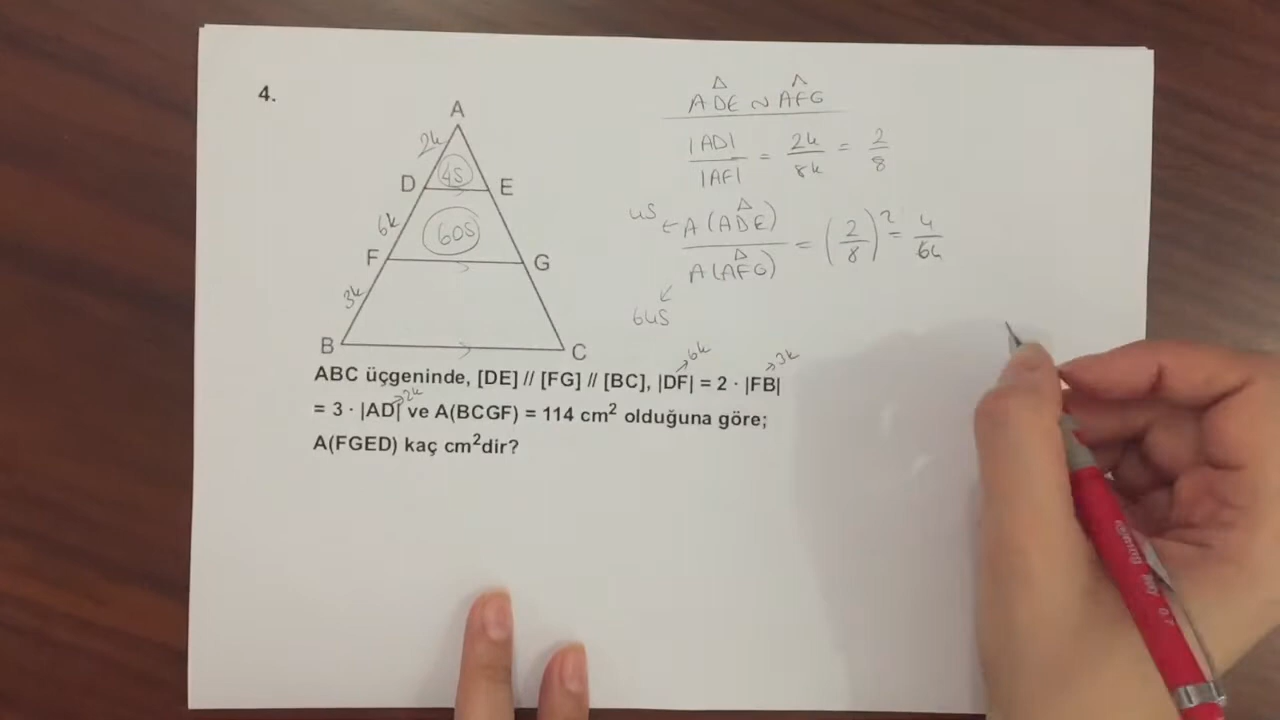 4.
A
2k
4S
D
E
6k
60S
F
G
3k
B
C
ADE ~ AFG
|AD| / |AF| = 2k / 8k = 2 / 8
4S ← A(ADE) / A(AFG) = (2/8)² = 4 / 64
64S
6k
3k
ABC üçgeninde, [DE] // [FG] // [BC], |DF| = 2 · |FB|
2k
= 3 · |AD| ve A(BCGF) = 114 cm² olduğuna göre;
A(FGED) kaç cm²dir?
0.7